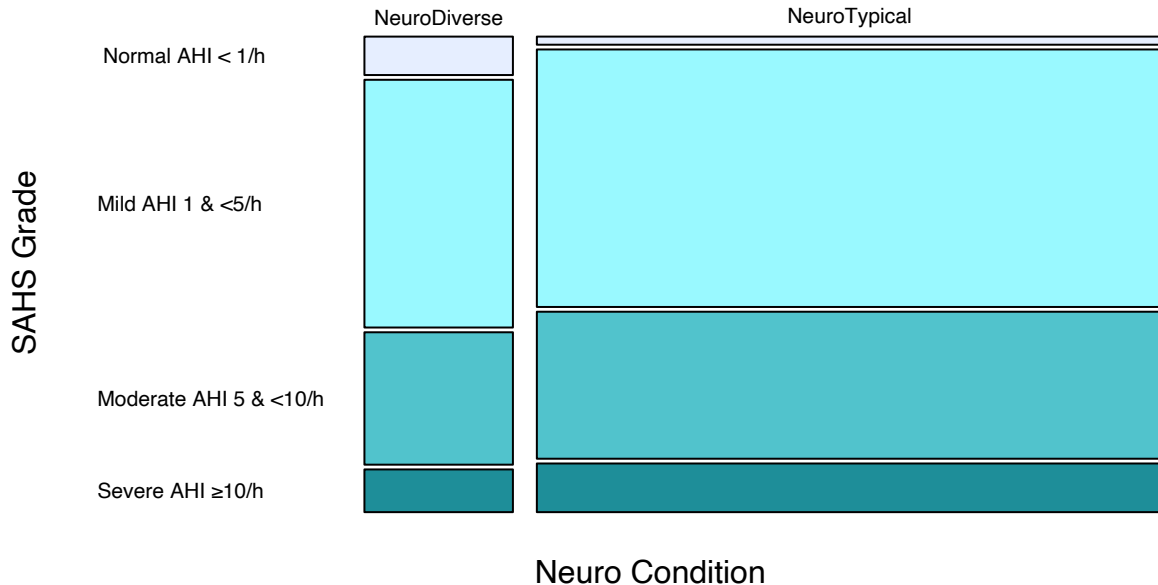 NeuroDiverse
NeuroTypical
Normal AHI < 1/h
Mild AHI 1 & <5/h
Moderate AHI 5 & <10/h
Severe AHI ≥10/h
SAHS Grade
Neuro Condition